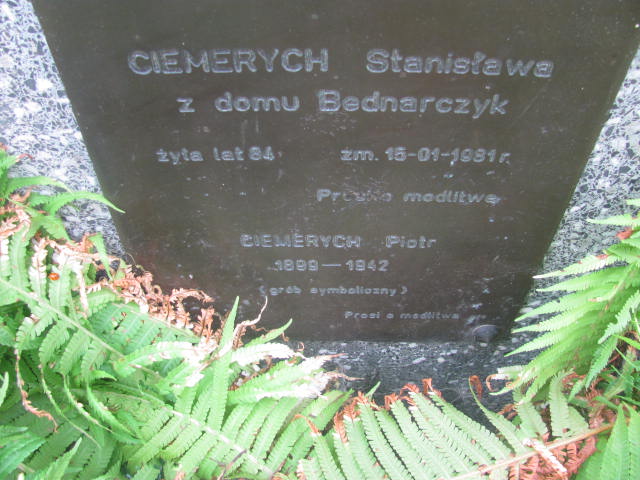 CIEMERYCH Stanisława
z domu Bednarczyk
żyła lat 84 zm. 15-01-1981 r.
Prosi o modlitwę
CIEMERYCH Piotr
1899 — 1942
(grób symboliczny)
Prosi o modlitwę